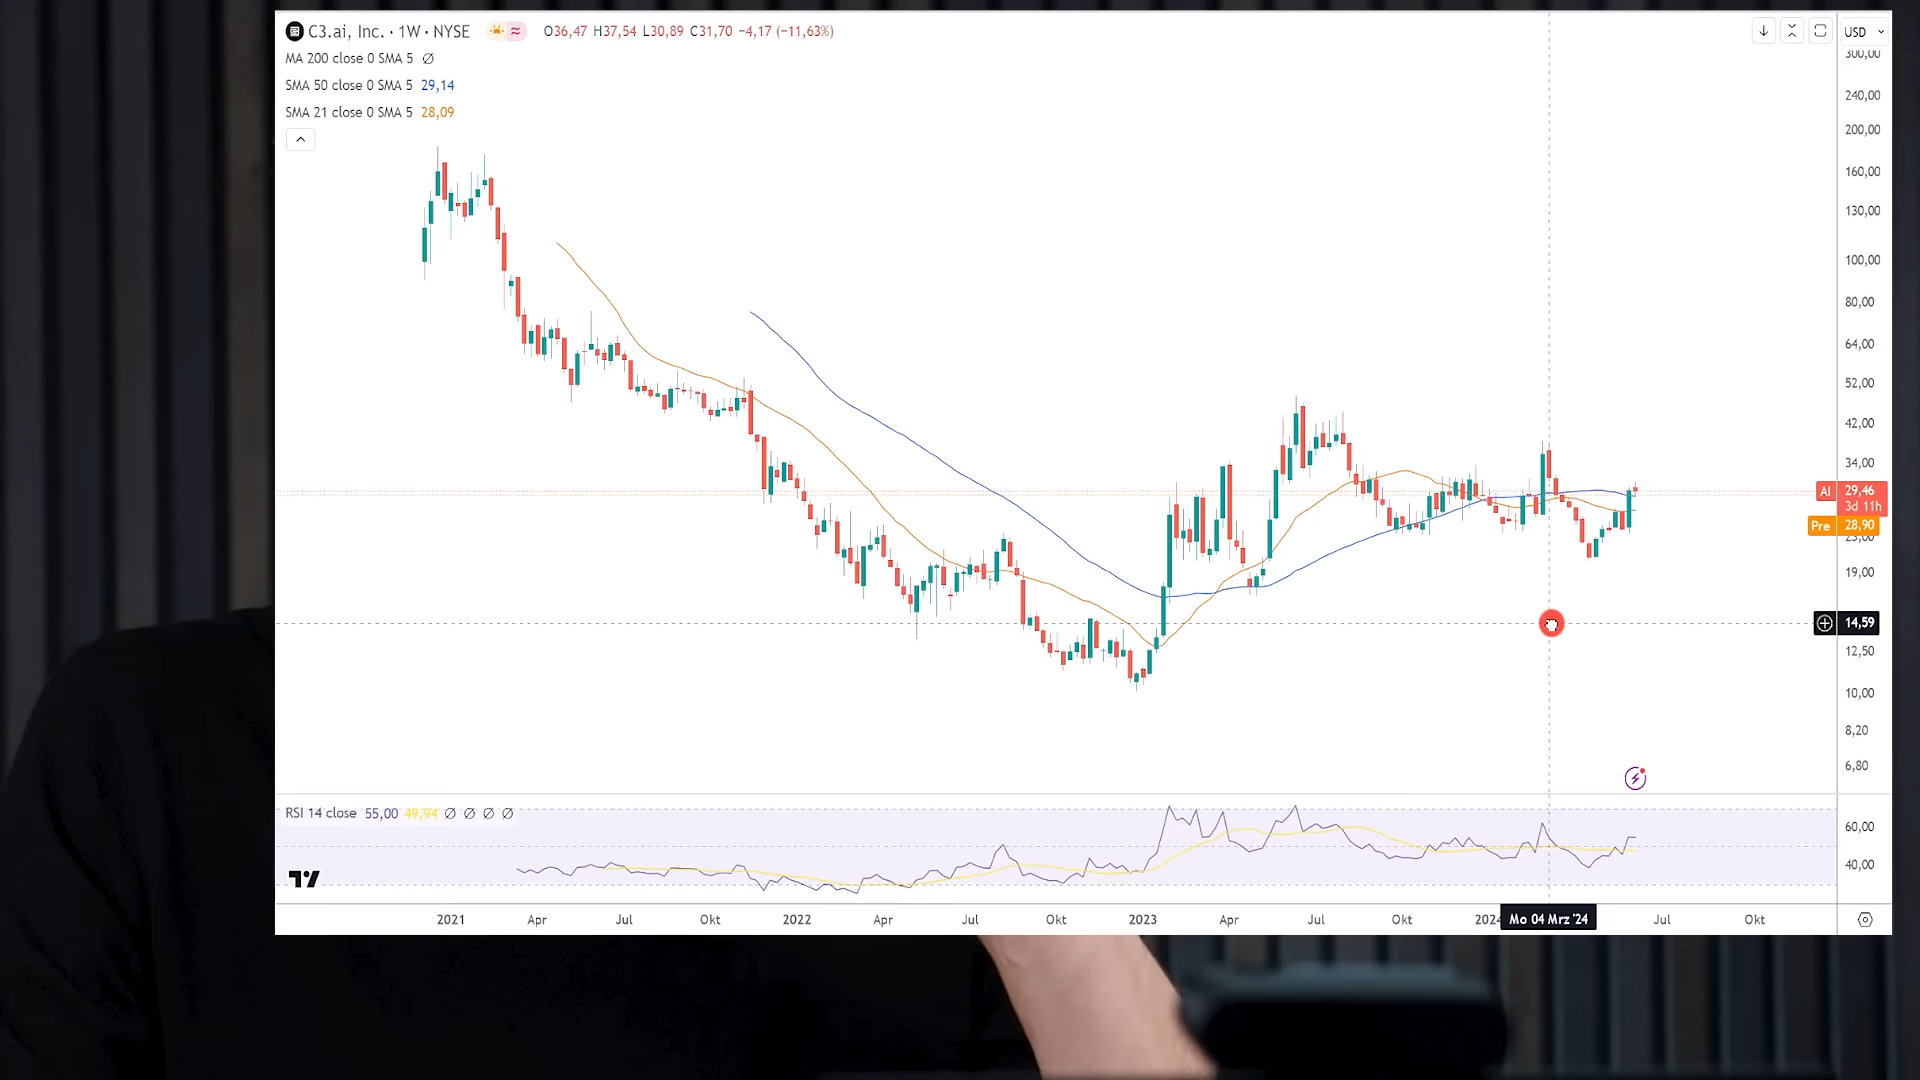 C3.ai, Inc. · 1W · NYSE O36,47 H37,54 L30,89 C31,70 −4,17 (−11,63%)
USD
MA 200 close 0 SMA 5 Ø
SMA 50 close 0 SMA 5 29,14
SMA 21 close 0 SMA 5 28,09
300,00
240,00
200,00
160,00
130,00
100,00
80,00
64,00
52,00
42,00
34,00
AI 29,46
3d 11h
Pre 28,90
23,00
19,00
14,59
12,50
10,00
8,20
6,80
RSI 14 close 55,00 49,94 Ø Ø Ø Ø
60,00
40,00
2021 Apr Jul Okt 2022 Apr Jul Okt 2023 Apr Jul Okt 2024 Mo 04 Mrz '24 Jul Okt